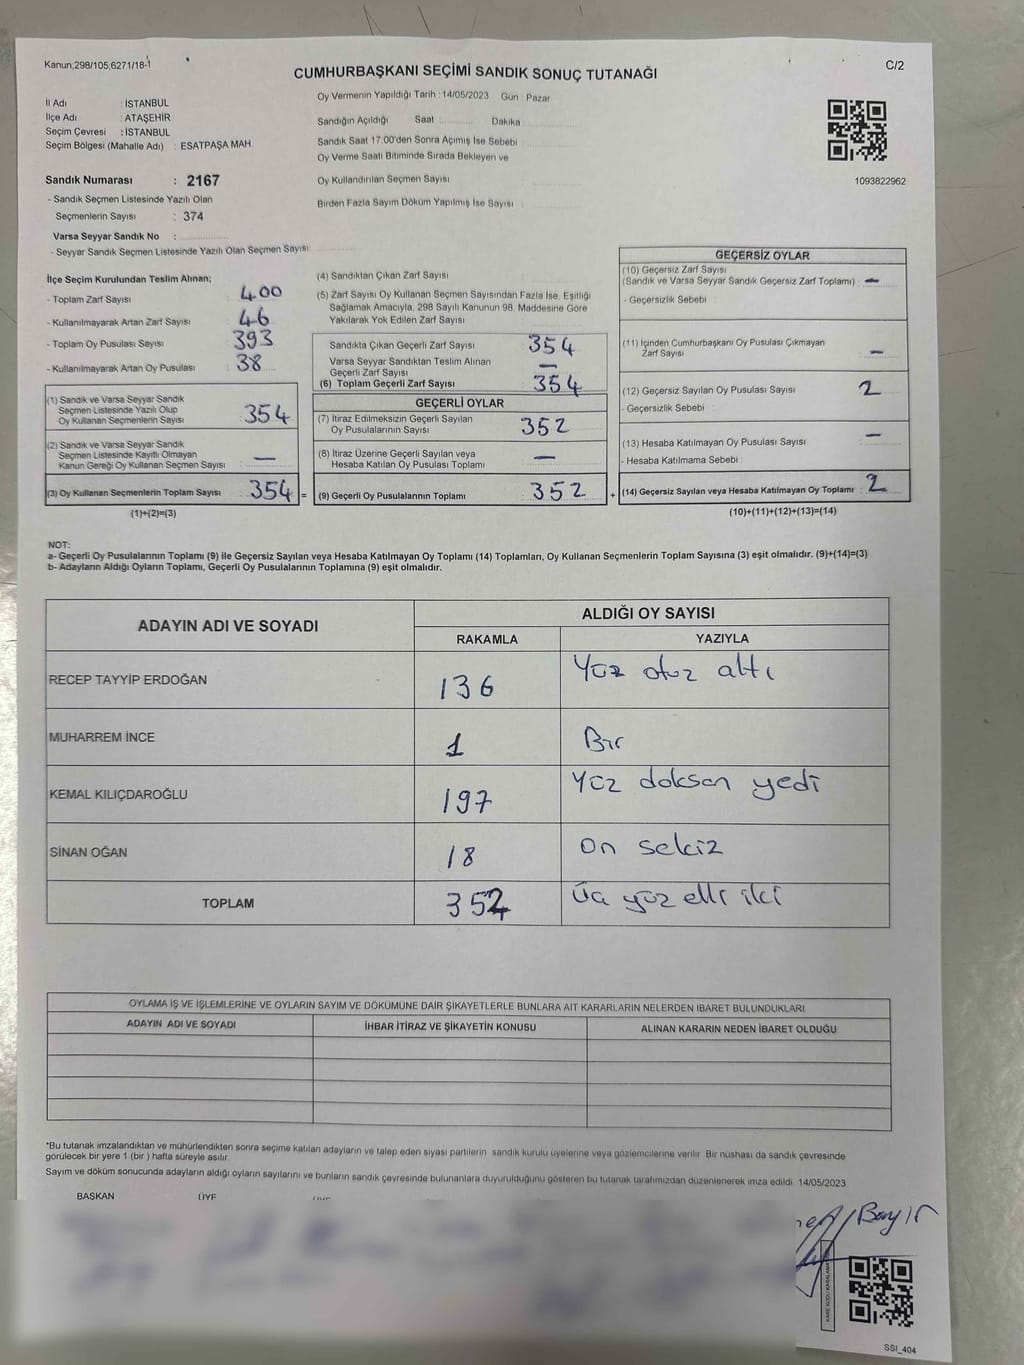 Kanun;298/105;6271/18-1
C/2
CUMHURBAŞKANI SEÇİMİ SANDIK SONUÇ TUTANAĞI
Oy Vermenin Yapıldığı Tarih : 14/05/2023 Gün : Pazar
İl Adı : İSTANBUL
İlçe Adı : ATAŞEHİR
Seçim Çevresi : İSTANBUL
Seçim Bölgesi (Mahalle Adı) : ESATPAŞA MAH.
Sandığın Açıldığı Saat : Dakika :
Sandık Saat 17:00'den Sonra Açılmış İse Sebebi :
Oy Verme Saati Bitiminde Sırada Bekleyen ve
Oy Kullandırılan Seçmen Sayısı :
Birden Fazla Sayım Döküm Yapılmış İse Sayısı :
1093822962
Sandık Numarası : 2167
- Sandık Seçmen Listesinde Yazılı Olan
Seçmenlerin Sayısı : 374
Varsa Seyyar Sandık No :
- Seyyar Sandık Seçmen Listesinde Yazılı Olan Seçmen Sayısı:
İlçe Seçim Kurulundan Teslim Alınan;
- Toplam Zarf Sayısı : 400
- Kullanılmayarak Artan Zarf Sayısı : 46
- Toplam Oy Pusulası Sayısı : 393
- Kullanılmayarak Artan Oy Pusulası : 38
(1) Sandık ve Varsa Seyyar Sandık
Seçmen Listesinde Yazılı Olup
Oy Kullanan Seçmenlerin Sayısı : 354
(2) Sandık ve Varsa Seyyar Sandık
Seçmen Listesinde Kayıtlı Olmayan
Kanun Gereği Oy Kullanan Seçmen Sayısı : —
(3) Oy Kullanan Seçmenlerin Toplam Sayısı : 354 =
(1)+(2)=(3)
(4) Sandıktan Çıkan Zarf Sayısı
(5) Zarf Sayısı Oy Kullanan Seçmen Sayısından Fazla İse, Eşitliği
Sağlamak Amacıyla, 298 Sayılı Kanunun 98. Maddesine Göre
Yakılarak Yok Edilen Zarf Sayısı :
Sandıkta Çıkan Geçerli Zarf Sayısı : 354
Varsa Seyyar Sandıktan Teslim Alınan
Geçerli Zarf Sayısı : —
(6) Toplam Geçerli Zarf Sayısı : 354
GEÇERLİ OYLAR
(7) İtiraz Edilmeksizin Geçerli Sayılan
Oy Pusulalarının Sayısı : 352
(8) İtiraz Üzerine Geçerli Sayılan veya
Hesaba Katılan Oy Pusulası Toplamı : —
(9) Geçerli Oy Pusulalarının Toplamı : 352 +
GEÇERSİZ OYLAR
(10) Geçersiz Zarf Sayısı
(Sandık ve Varsa Seyyar Sandık Geçersiz Zarf Toplamı) : —
- Geçersizlik Sebebi :
(11) İçinden Cumhurbaşkanı Oy Pusulası Çıkmayan
Zarf Sayısı : —
(12) Geçersiz Sayılan Oy Pusulası Sayısı : 2
- Geçersizlik Sebebi :
(13) Hesaba Katılmayan Oy Pusulası Sayısı : —
- Hesaba Katılmama Sebebi :
(14) Geçersiz Sayılan veya Hesaba Katılmayan Oy Toplamı : 2
(10)+(11)+(12)+(13)=(14)
NOT:
a- Geçerli Oy Pusulalarının Toplamı (9) ile Geçersiz Sayılan veya Hesaba Katılmayan Oy Toplamı (14) Toplamları, Oy Kullanan Seçmenlerin Toplam Sayısına (3) eşit olmalıdır. (9)+(14)=(3)
b- Adayların Aldığı Oyların Toplamı, Geçerli Oy Pusulalarının Toplamına (9) eşit olmalıdır.
ADAYIN ADI VE SOYADI
ALDIĞI OY SAYISI
RAKAMLA YAZIYLA
RECEP TAYYİP ERDOĞAN 136 Yüz otuz altı
MUHARREM İNCE 1 Bir
KEMAL KILIÇDAROĞLU 197 Yüz doksan yedi
SİNAN OĞAN 18 On sekiz
TOPLAM 352 Üç yüz elli iki
OYLAMA İŞ VE İŞLEMLERİNE VE OYLARIN SAYIM VE DÖKÜMÜNE DAİR ŞİKAYETLERLE BUNLARA AİT KARARLARIN NELERDEN İBARET BULUNDUKLARI
ADAYIN ADI VE SOYADI İHBAR İTİRAZ VE ŞİKAYETİN KONUSU ALINAN KARARIN NEDEN İBARET OLDUĞU
*Bu tutanak imzalandıktan ve mühürlendikten sonra seçime katılan adayların ve talep eden siyasi partilerin sandık kurulu üyelerine veya gözlemcilerine verilir. Bir nüshası da sandık çevresinde
görülecek bir yere 1 (bir) hafta süreyle asılır.
Sayım ve döküm sonucunda adayların aldığı oyların sayılarını ve bunların sandık çevresinde bulunanlara duyurulduğunu gösteren bu tutanak tarafımızdan düzenlenerek imza edildi. 14/05/2023
BAŞKAN ÜYE
SSI_404